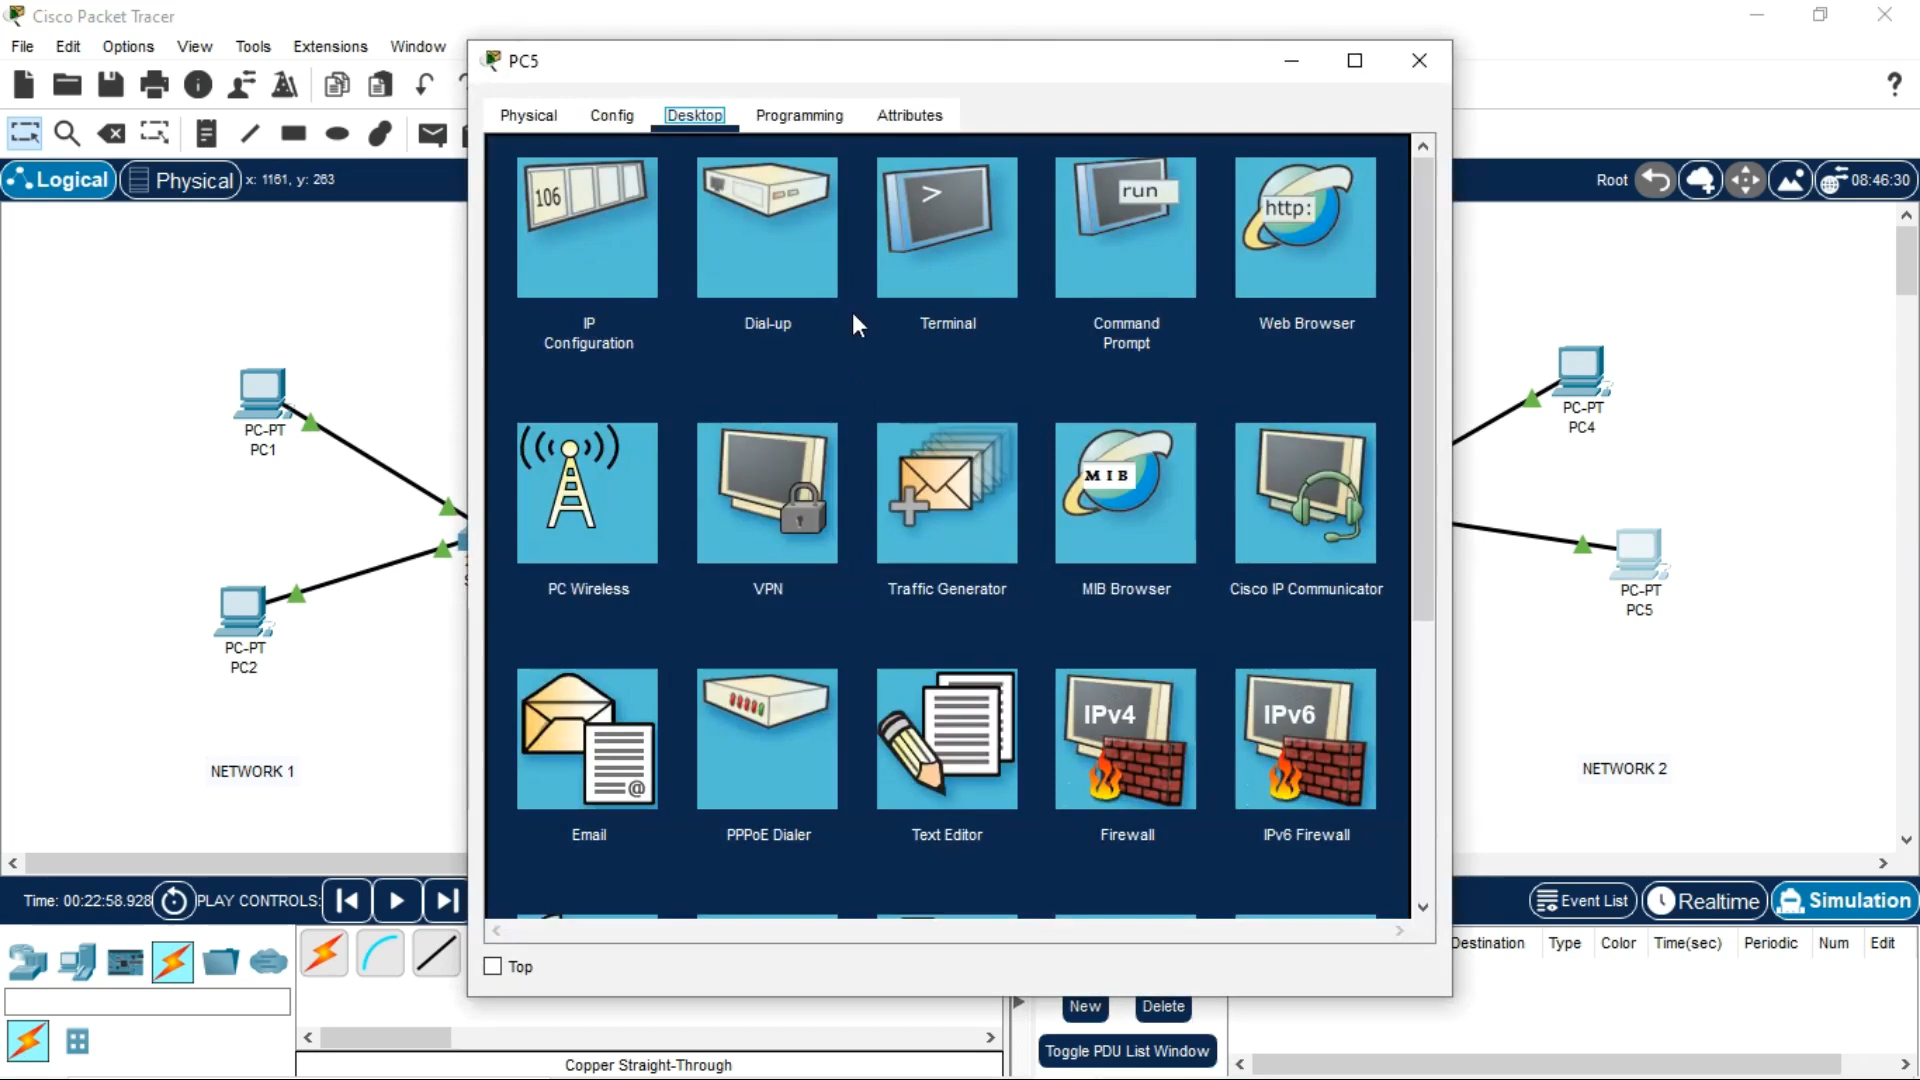 Cisco Packet Tracer
File Edit Options View Tools Extensions Window
PC5
Physical Config Desktop Programming Attributes
Logical Physical x: 1161, y: 263
Root 08:46:30
106
>
run
http:
IP
Configuration
Dial-up
Terminal
Command
Prompt
Web Browser
MIB
PC Wireless
VPN
Traffic Generator
MIB Browser
Cisco IP Communicator
@
IPv4
IPv6
Email
PPPoE Dialer
Text Editor
Firewall
IPv6 Firewall
PC-PT
PC1
PC-PT
PC2
NETWORK 1
PC-PT
PC4
PC-PT
PC5
NETWORK 2
Time: 00:22:58.928 PLAY CONTROLS:
Event List Realtime Simulation
Top
Destination Type Color Time(sec) Periodic Num Edit
New Delete
Toggle PDU List Window
Copper Straight-Through
?